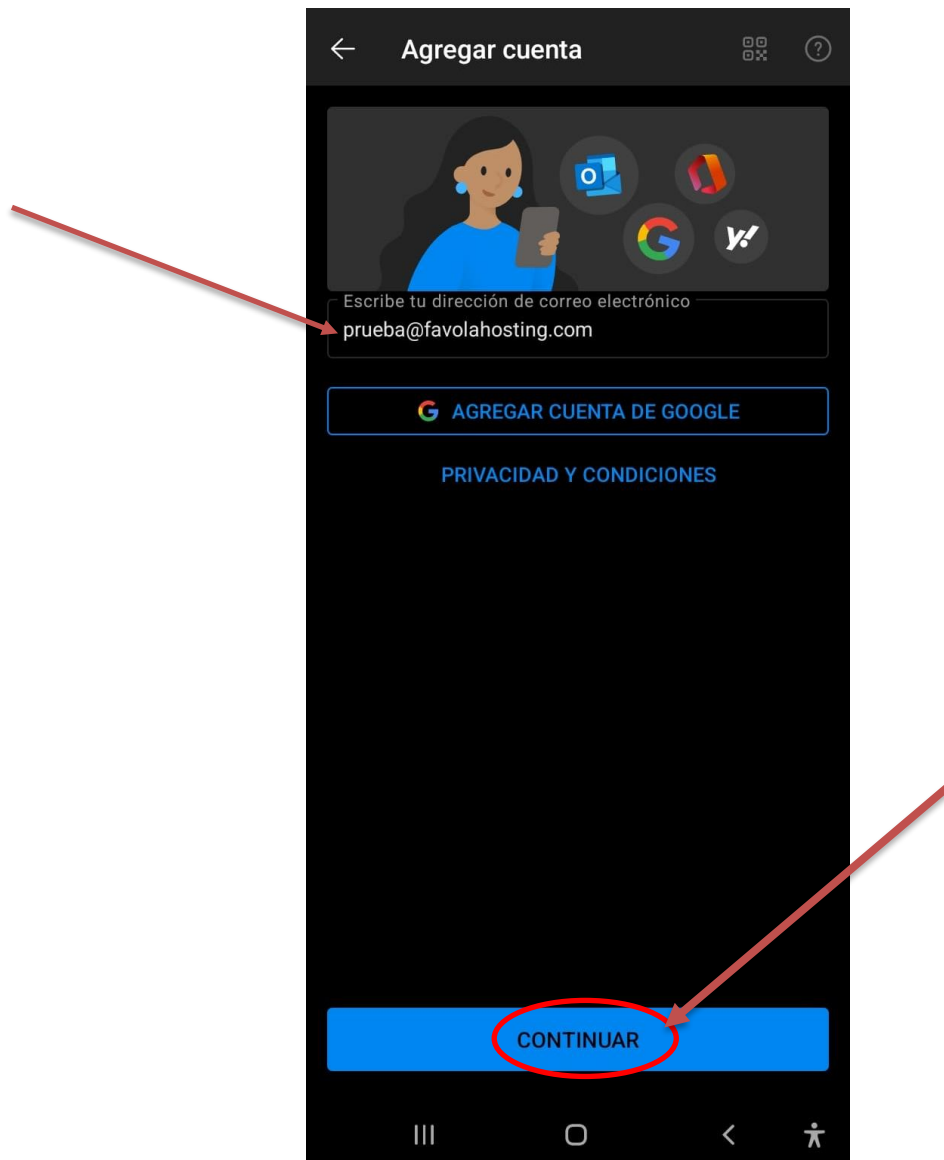 Agregar cuenta
Escribe tu dirección de correo electrónico
prueba@favolahosting.com
AGREGAR CUENTA DE GOOGLE
PRIVACIDAD Y CONDICIONES
CONTINUAR